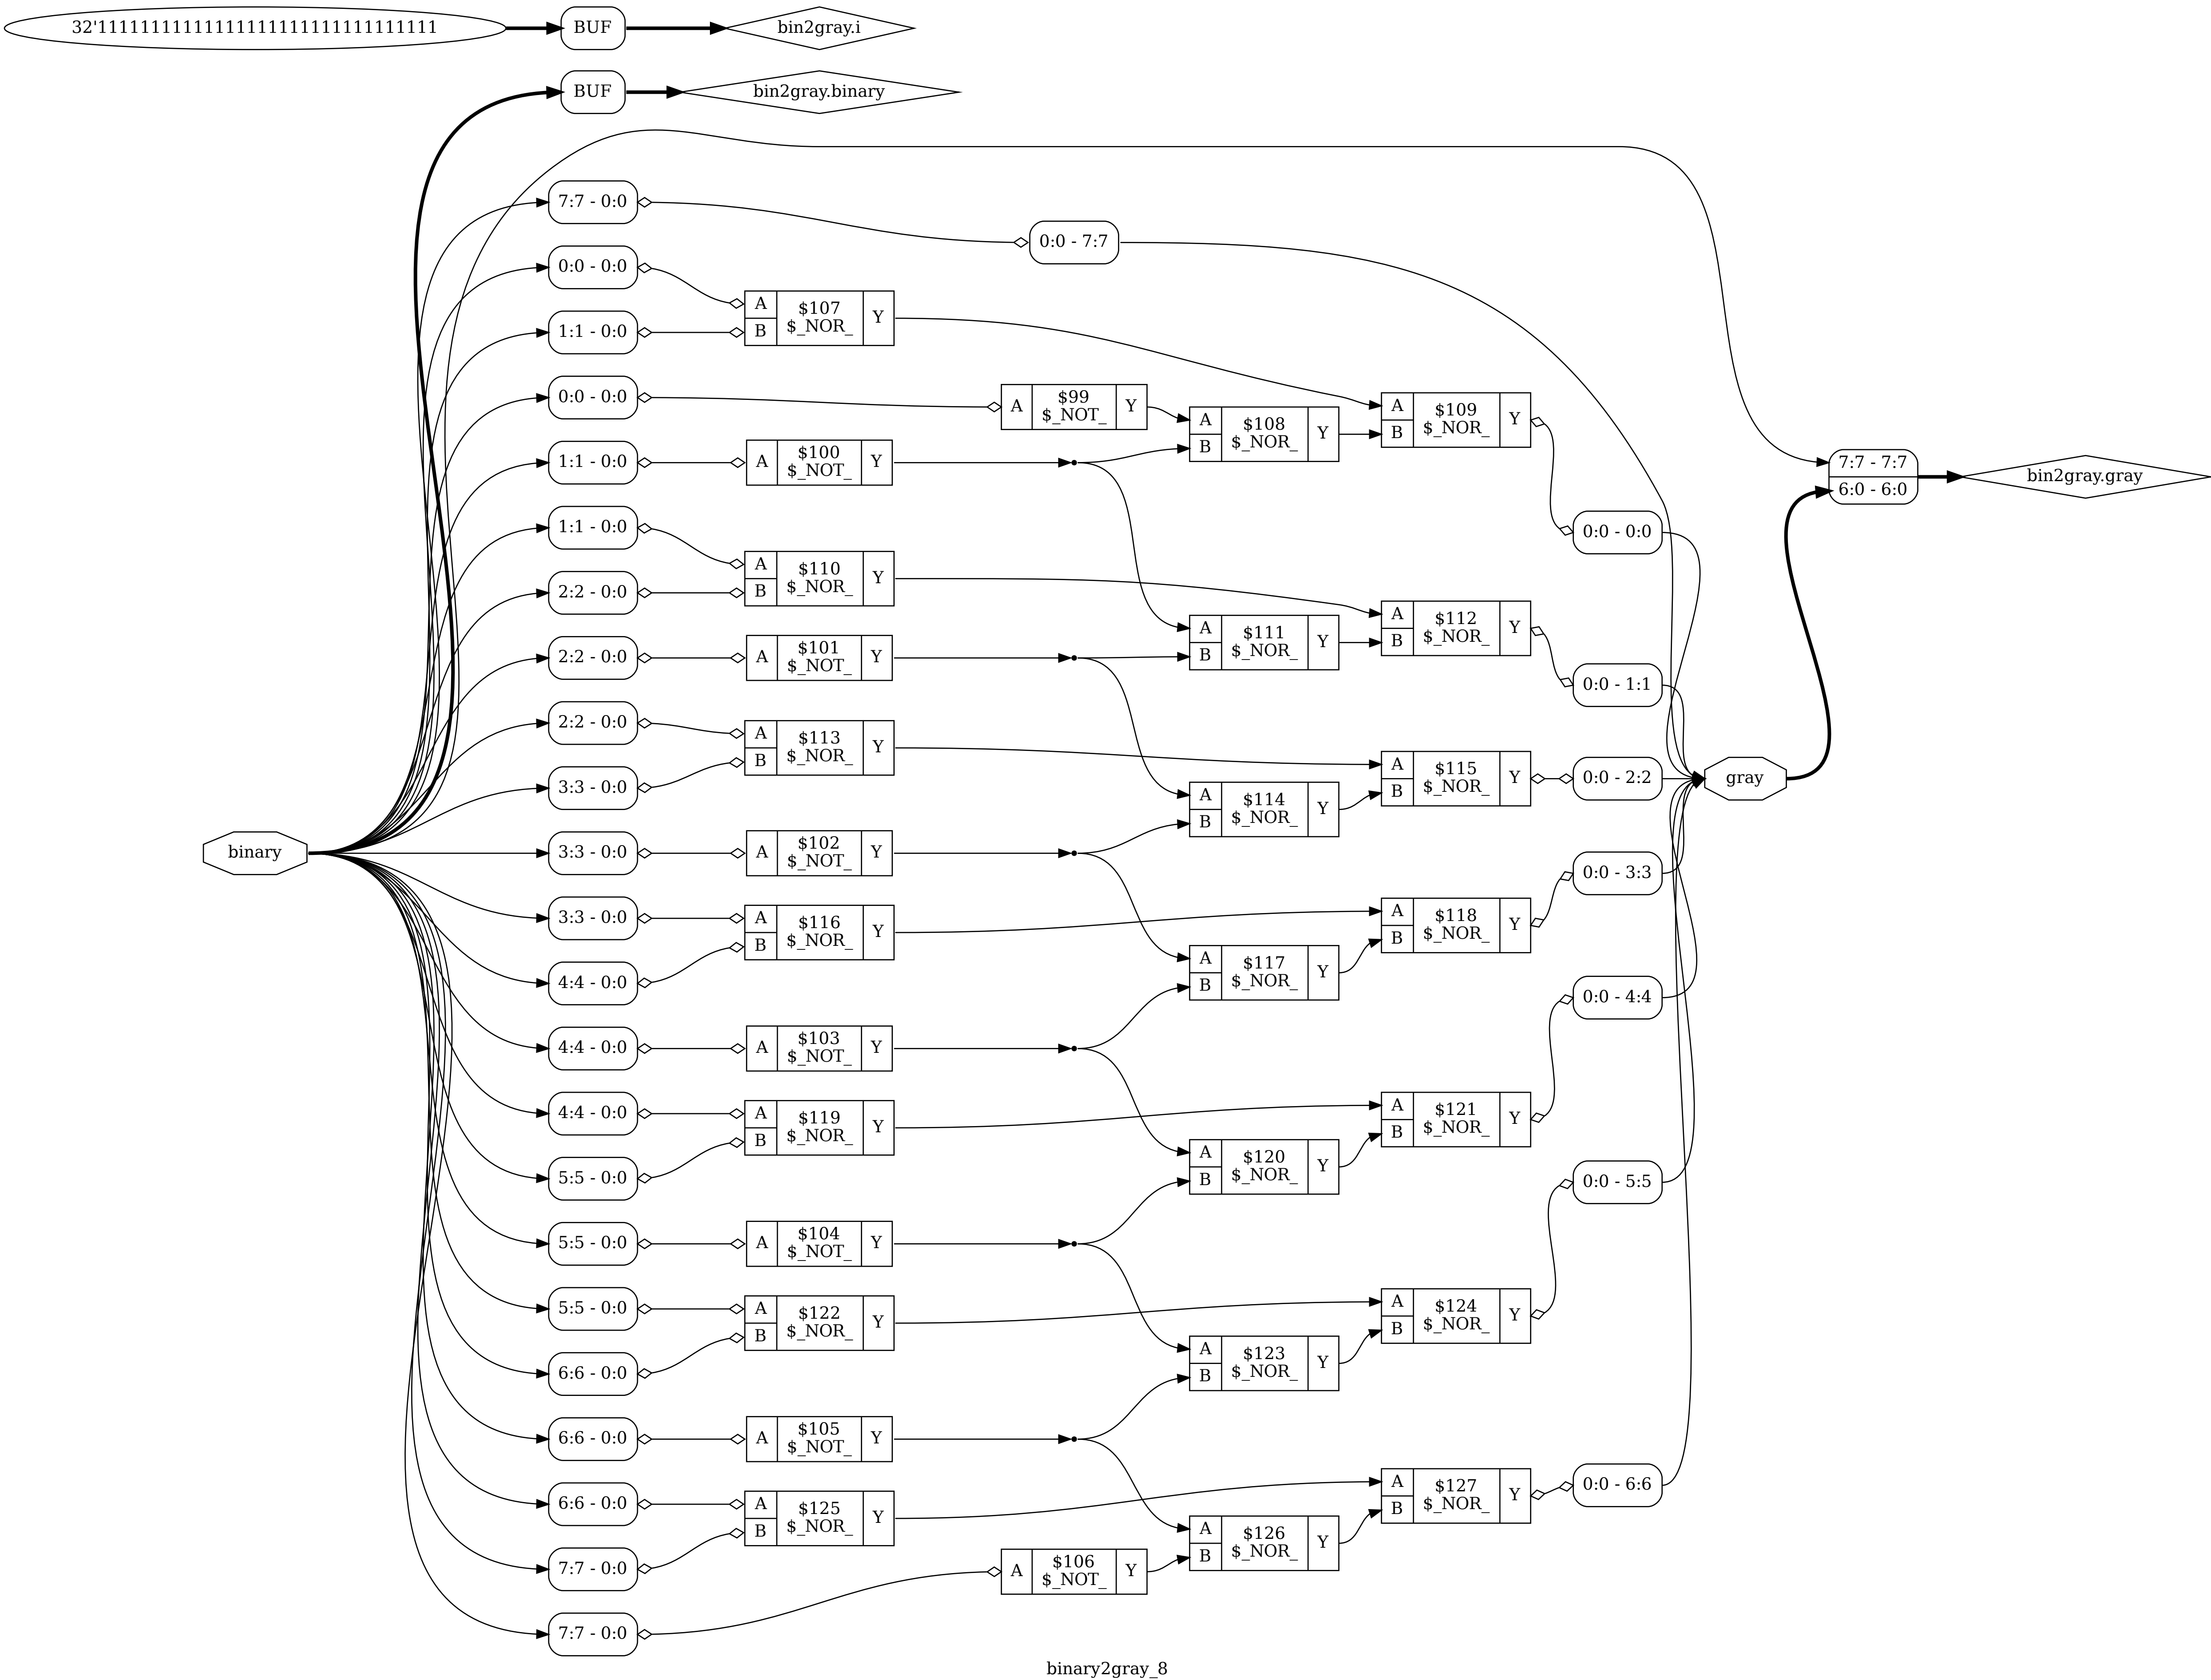 32'11111111111111111111111111111111
BUF
bin2gray.i
BUF
bin2gray.binary
7:7 - 0:0
0:0 - 7:7
0:0 - 0:0
1:1 - 0:0
A
B
$107
$_NOR_
Y
0:0 - 0:0
A
$99
$_NOT_
Y
1:1 - 0:0
A
$100
$_NOT_
Y
A
B
$108
$_NOR_
Y
A
B
$109
$_NOR_
Y
7:7 - 7:7
6:0 - 6:0
bin2gray.gray
0:0 - 0:0
1:1 - 0:0
2:2 - 0:0
A
B
$110
$_NOR_
Y
2:2 - 0:0
A
$101
$_NOT_
Y
A
B
$111
$_NOR_
Y
A
B
$112
$_NOR_
Y
0:0 - 1:1
2:2 - 0:0
3:3 - 0:0
A
B
$113
$_NOR_
Y
A
B
$114
$_NOR_
Y
A
B
$115
$_NOR_
Y
0:0 - 2:2
gray
binary
3:3 - 0:0
A
$102
$_NOT_
Y
3:3 - 0:0
4:4 - 0:0
A
B
$116
$_NOR_
Y
A
B
$117
$_NOR_
Y
A
B
$118
$_NOR_
Y
0:0 - 3:3
4:4 - 0:0
A
$103
$_NOT_
Y
4:4 - 0:0
5:5 - 0:0
A
B
$119
$_NOR_
Y
A
B
$120
$_NOR_
Y
A
B
$121
$_NOR_
Y
0:0 - 4:4
5:5 - 0:0
A
$104
$_NOT_
Y
5:5 - 0:0
6:6 - 0:0
A
B
$122
$_NOR_
Y
A
B
$123
$_NOR_
Y
A
B
$124
$_NOR_
Y
0:0 - 5:5
6:6 - 0:0
A
$105
$_NOT_
Y
6:6 - 0:0
7:7 - 0:0
A
B
$125
$_NOR_
Y
A
B
$126
$_NOR_
Y
A
B
$127
$_NOR_
Y
0:0 - 6:6
7:7 - 0:0
A
$106
$_NOT_
Y
binary2gray_8